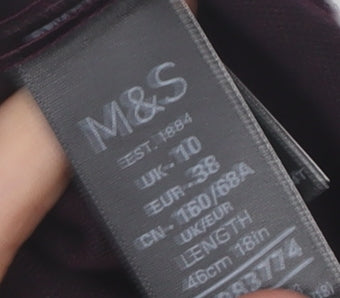 M&S
EST. 1884
UK- 10
EUR- 38
CN- 160/68A
UK/EUR
LENGTH
46cm 18in